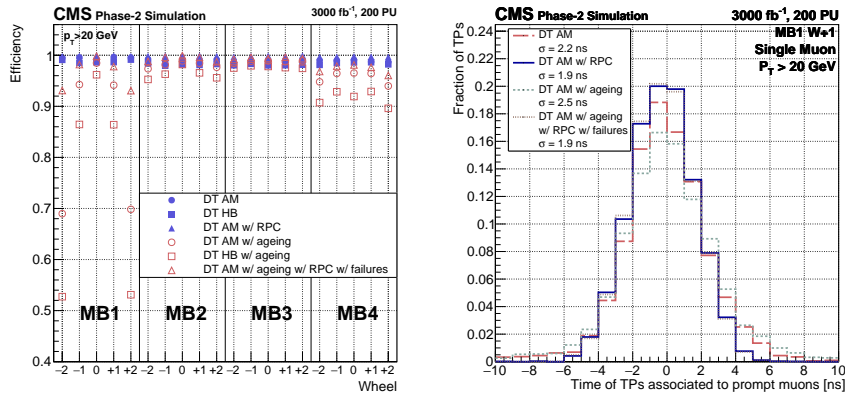 CMS Phase-2 Simulation 3000 fb⁻¹, 200 PU
Efficiency
p_T>20 GeV
1
0.9
0.8
0.7
0.6
0.5
0.4
DT AM
DT HB
DT AM w/ RPC
DT AM w/ ageing
DT HB w/ ageing
DT AM w/ ageing w/ RPC w/ failures
MB1 MB2 MB3 MB4
−2 −1 0 +1 +2 −2 −1 0 +1 +2 −2 −1 0 +1 +2 −2 −1 0 +1 +2
Wheel
CMS Phase-2 Simulation 3000 fb⁻¹, 200 PU
Fraction of TPs
0.24
0.22
0.2
0.18
0.16
0.14
0.12
0.1
0.08
0.06
0.04
0.02
0
DT AM
σ = 2.2 ns
DT AM w/ RPC
σ = 1.9 ns
DT AM w/ ageing
σ = 2.5 ns
DT AM w/ ageing
w/ RPC w/ failures
σ = 1.9 ns
MB1 W+1
Single Muon
P_T > 20 GeV
−10 −8 −6 −4 −2 0 2 4 6 8 10
Time of TPs associated to prompt muons [ns]